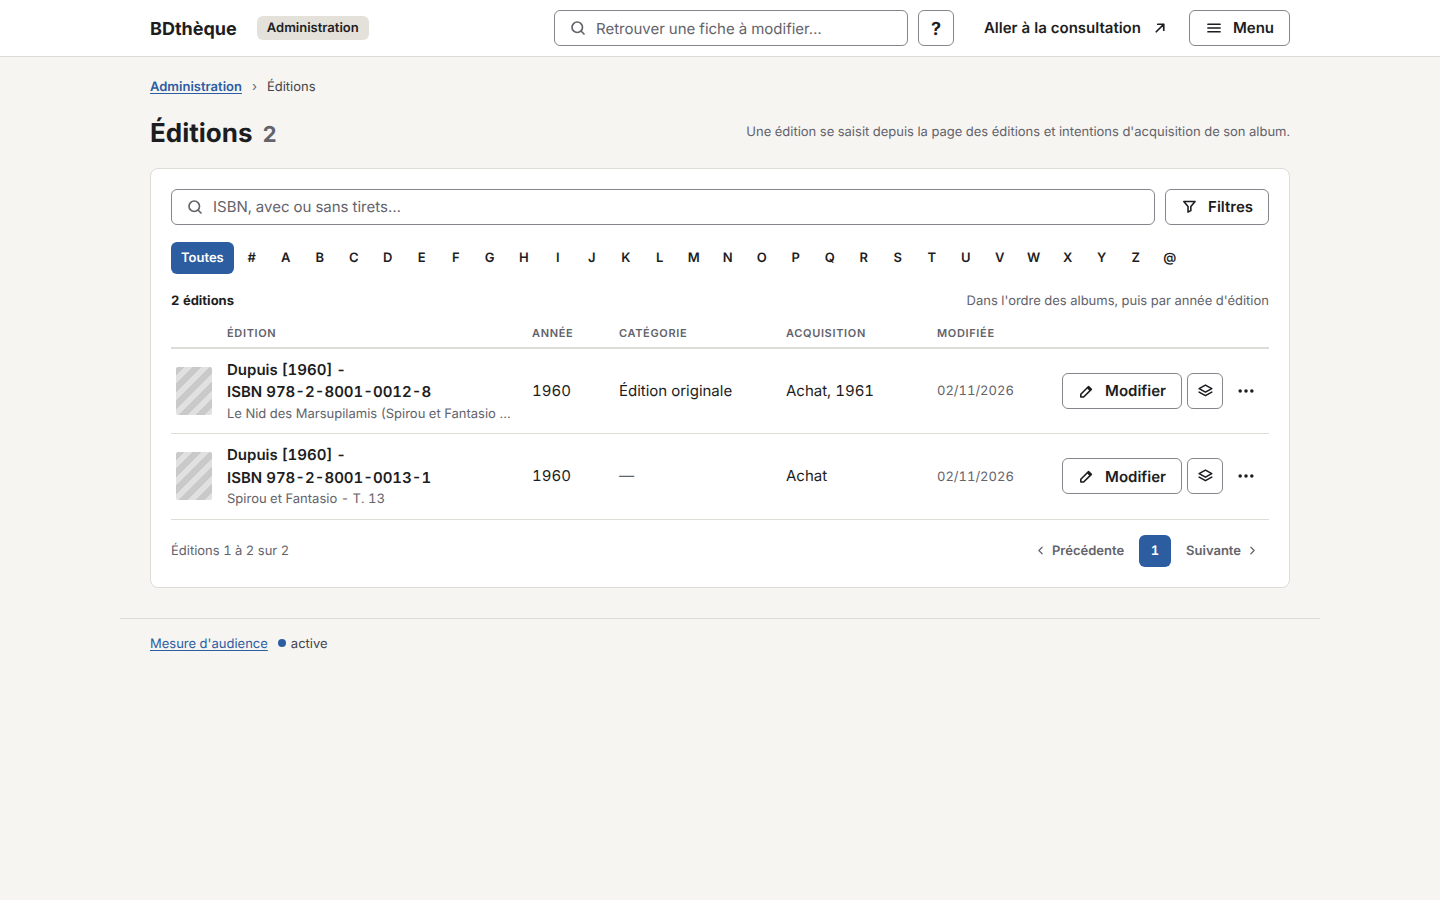 BDthèque Administration Retrouver une fiche à modifier... ? Aller à la consultation Menu
Administration › Éditions
Éditions 2 Une édition se saisit depuis la page des éditions et intentions d'acquisition de son album.
ISBN, avec ou sans tirets... Filtres
Toutes # A B C D E F G H I J K L M N O P Q R S T U V W X Y Z @
2 éditions Dans l'ordre des albums, puis par année d'édition
ÉDITION ANNÉE CATÉGORIE ACQUISITION MODIFIÉE
Dupuis [1960] -
ISBN 978-2-8001-0012-8
Le Nid des Marsupilamis (Spirou et Fantasio ...
1960 Édition originale Achat, 1961 02/11/2026 Modifier
Dupuis [1960] -
ISBN 978-2-8001-0013-1
Spirou et Fantasio - T. 13
1960 — Achat 02/11/2026 Modifier
Éditions 1 à 2 sur 2 Précédente 1 Suivante
Mesure d'audience active